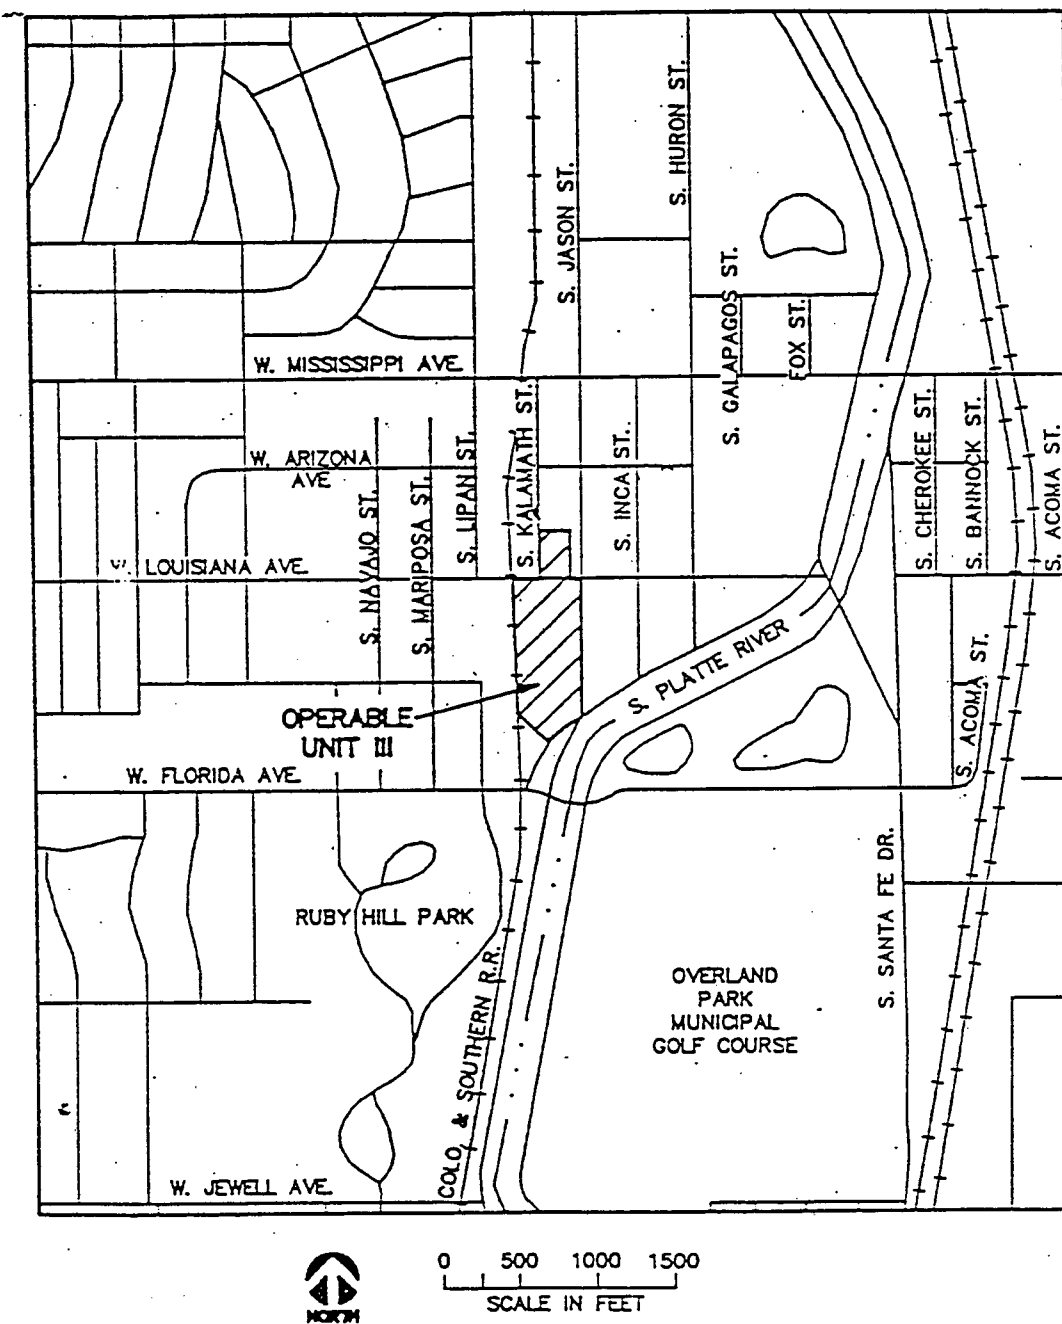 S. HURON ST.
S. JASON ST.
S. GALAPAGOS ST.
FOX ST.
W. MISSISSIPPI AVE.
W. ARIZONA
AVE
S. NAVAJO ST.
S. MARIPOSA ST.
S. LIPAN ST.
S. KALAMATH ST.
S. INCA ST.
S. CHEROKEE ST.
S. BANNOCK ST.
S. ACOMA ST.
W. LOUISIANA AVE.
S. PLATTE RIVER
S. ACOMA ST.
OPERABLE
UNIT III
W. FLORIDA AVE.
S. SANTA FE DR.
RUBY HILL PARK
COLO. & SOUTHERN R.R.
OVERLAND
PARK
MUNICIPAL
GOLF COURSE
W. JEWELL AVE.
NORTH
0 500 1000 1500
SCALE IN FEET